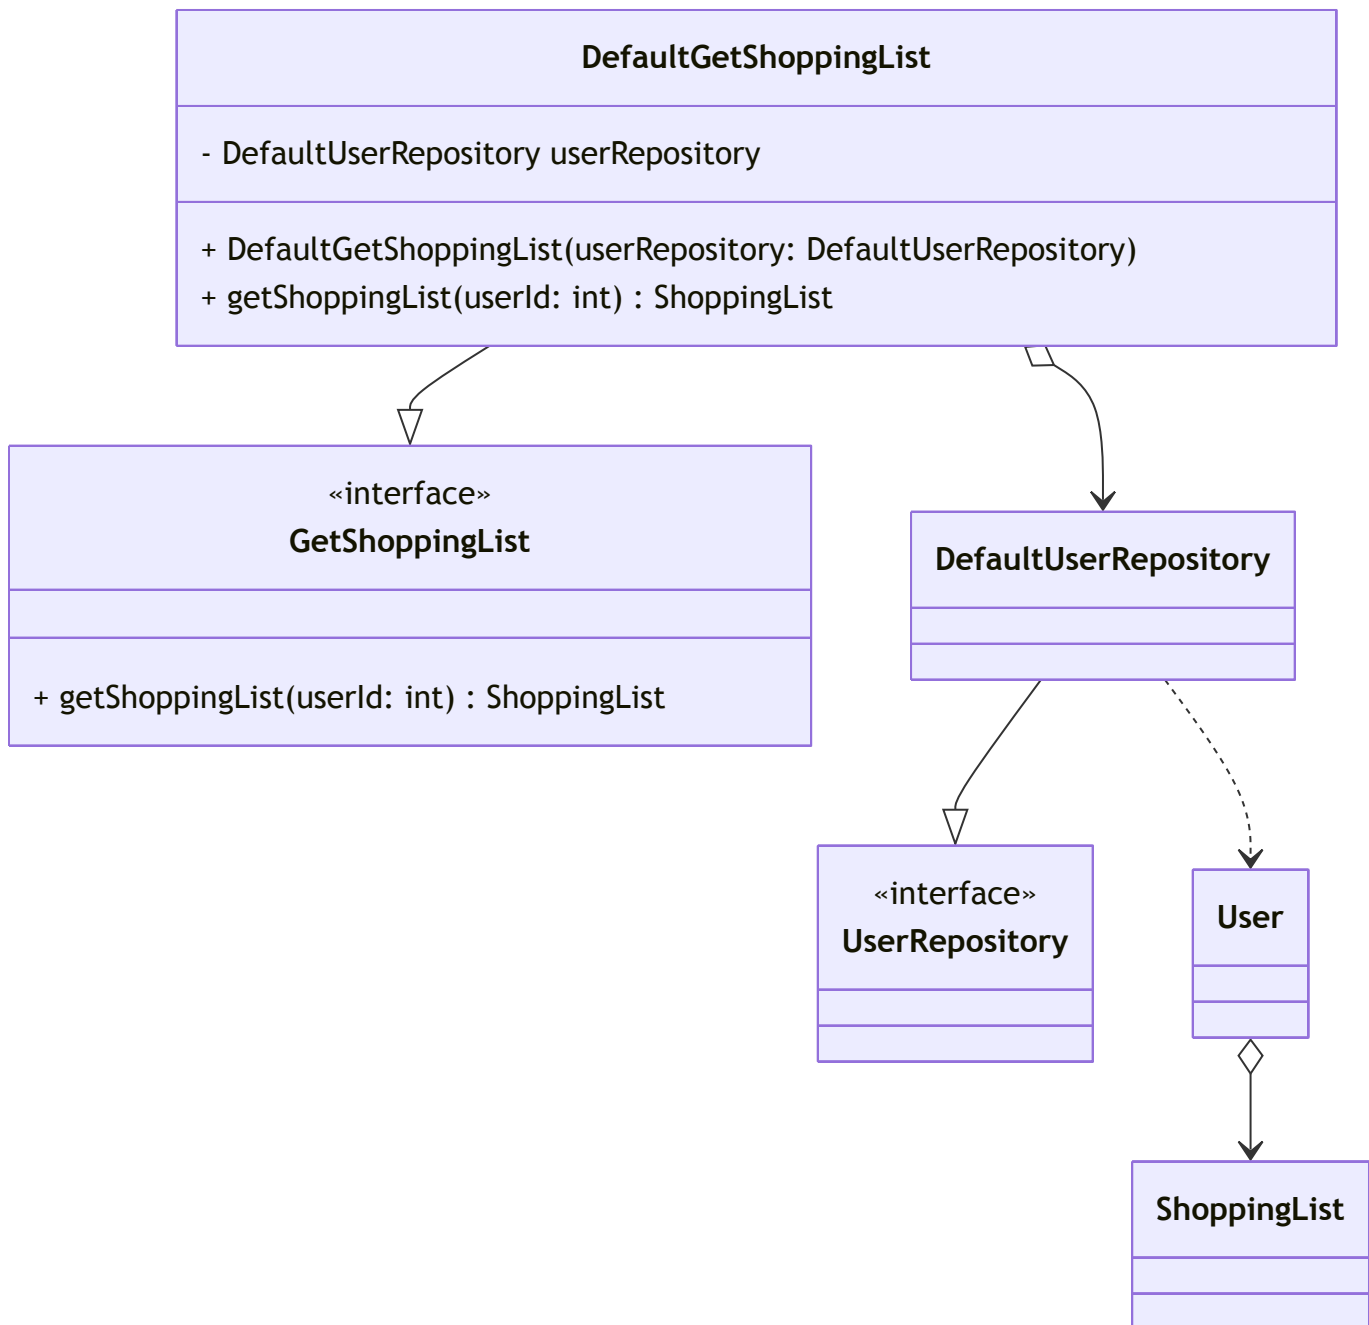 DefaultGetShoppingList
- DefaultUserRepository userRepository
+ DefaultGetShoppingList(userRepository: DefaultUserRepository)
+ getShoppingList(userId: int) : ShoppingList
«interface»
GetShoppingList
+ getShoppingList(userId: int) : ShoppingList
DefaultUserRepository
«interface»
UserRepository
User
ShoppingList